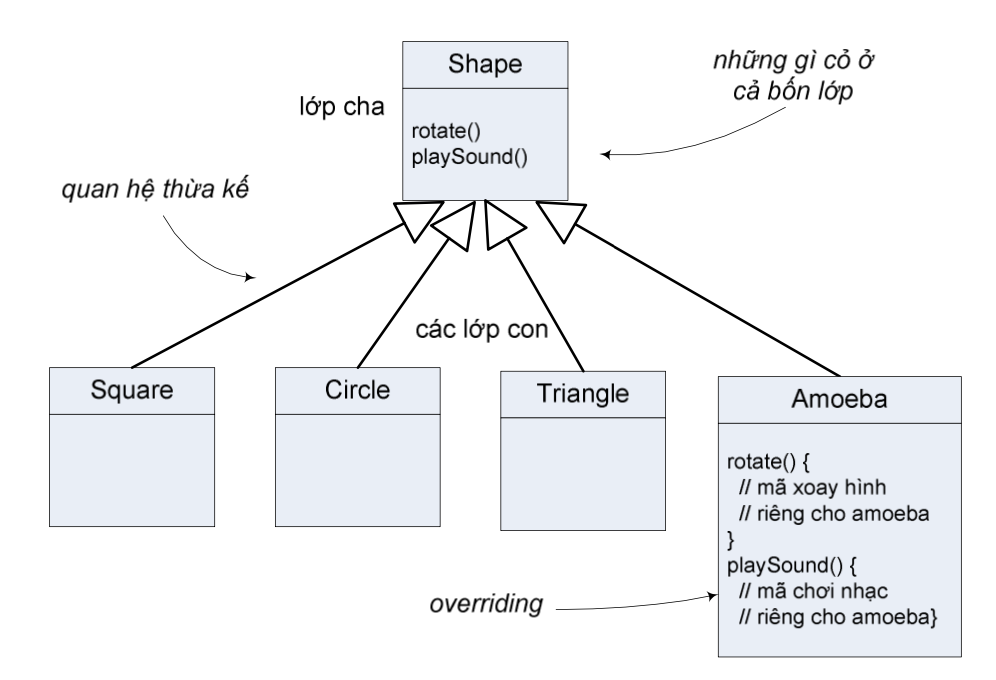 Shape
những gì cỏ ở
cả bốn lớp
lớp cha
rotate()
playSound()
quan hệ thừa kế
các lớp con
Square
Circle
Triangle
Amoeba
rotate() {
// mã xoay hình
// riêng cho amoeba
}
playSound() {
// mã chơi nhạc
// riêng cho amoeba}
overriding